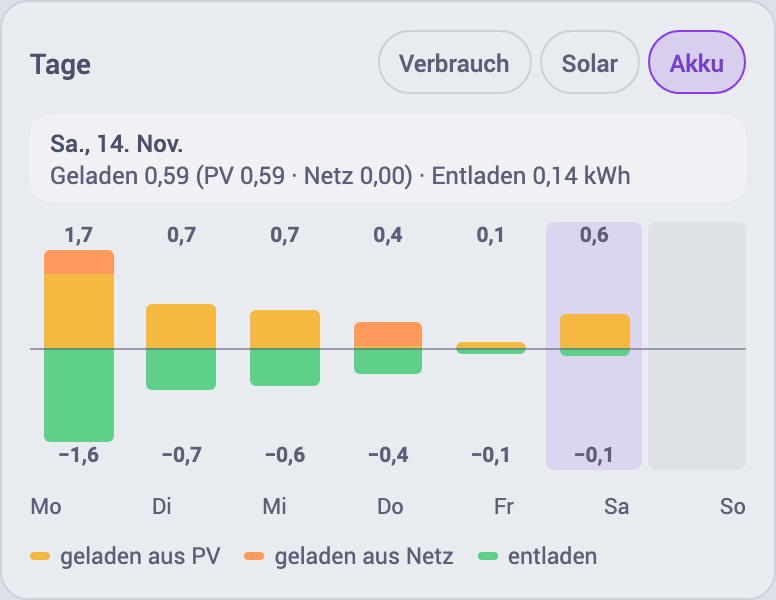 Tage
Verbrauch Solar Akku
Sa., 14. Nov.
Geladen 0,59 (PV 0,59 · Netz 0,00) · Entladen 0,14 kWh
1,7 0,7 0,7 0,4 0,1 0,6
−1,6 −0,7 −0,6 −0,4 −0,1 −0,1
Mo Di Mi Do Fr Sa So
geladen aus PV geladen aus Netz entladen